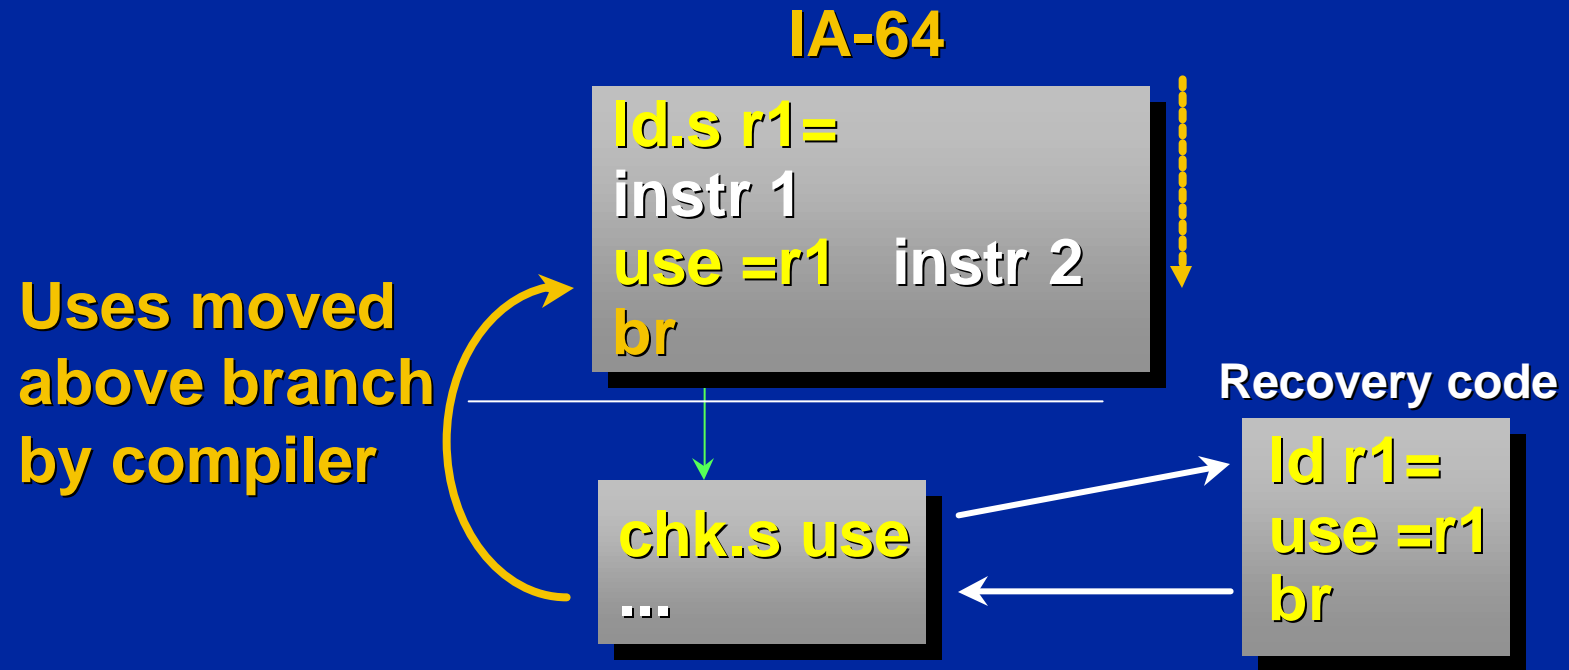 IA-64
ld.s r1=
instr 1
use =r1 instr 2
br
Uses moved
above branch
by compiler
chk.s use
...
Recovery code
ld r1=
use =r1
br